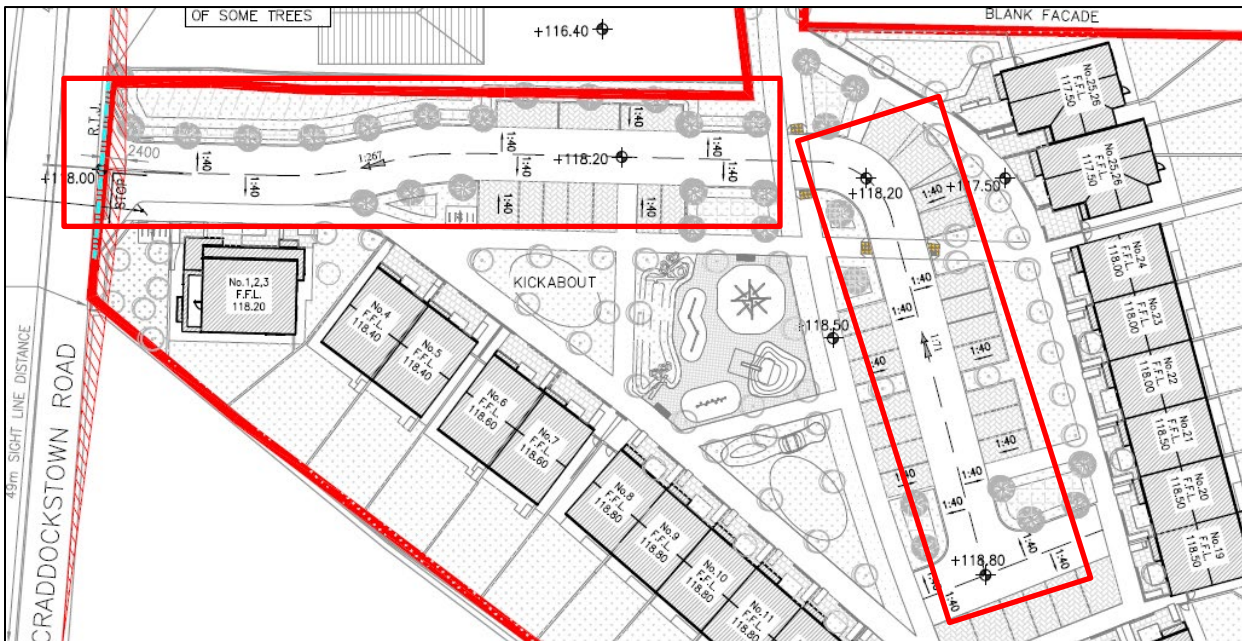 OF SOME TREES
BLANK FACADE
+116.40
No.25,26
F.F.L.
117.50
No.25,26
F.F.L.
117.50
R.T.J.
2400
1:40
1:40
1:267
1:40
1:40
+118.20
1:40
1:40
1:40
1:40
1:40
1:40
+118.00
STOP
+118.20
1:40
+117.50
KICKABOUT
No.1,2,3
F.F.L.
118.20
No.4
F.F.L.
118.40
No.5
F.F.L.
118.40
No.6
F.F.L.
118.60
No.7
F.F.L.
118.60
No.8
F.F.L.
118.80
No.9
F.F.L.
118.80
No.10
F.F.L.
118.80
No.11
+118.50
1:40
1:40
1:71
1:40
1:40
1:40
1:40
1:40
1:40
1:40
1:40
1:40
1:40
+118.80
No.24
F.F.L.
118.00
No.23
F.F.L.
118.00
No.22
F.F.L.
118.00
No.21
F.F.L.
118.50
No.20
F.F.L.
118.50
No.19
F.F.L.
118.50
49m SIGHT LINE DISTANCE
CRADDOCKSTOWN ROAD